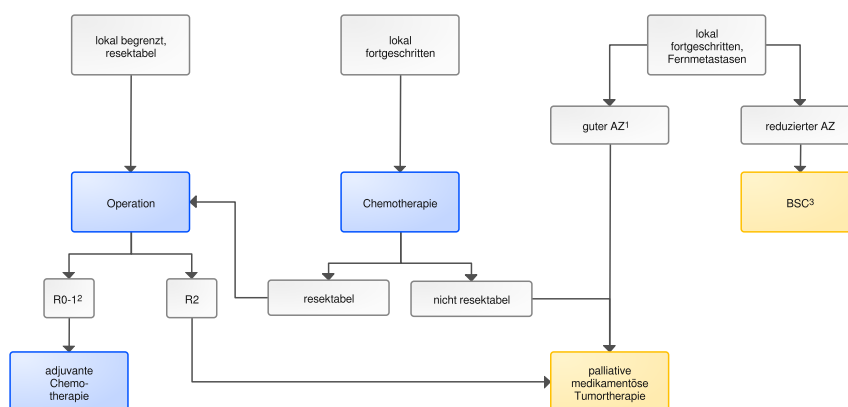 lokal begrenzt,
resektabel
lokal
fortgeschritten
lokal
fortgeschritten,
Fernmetastasen
guter AZ¹
reduzierter AZ
Operation
Chemotherapie
BSC³
R0-1²
R2
resektabel
nicht resektabel
adjuvante
Chemo-
therapie
palliative
medikamentöse
Tumortherapie